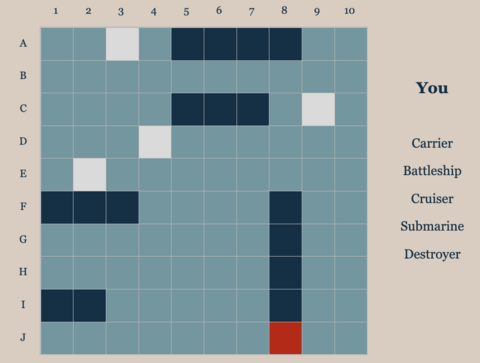 1 2 3 4 5 6 7 8 9 10
A
B
C
D
E
F
G
H
I
J
You
Carrier
Battleship
Cruiser
Submarine
Destroyer